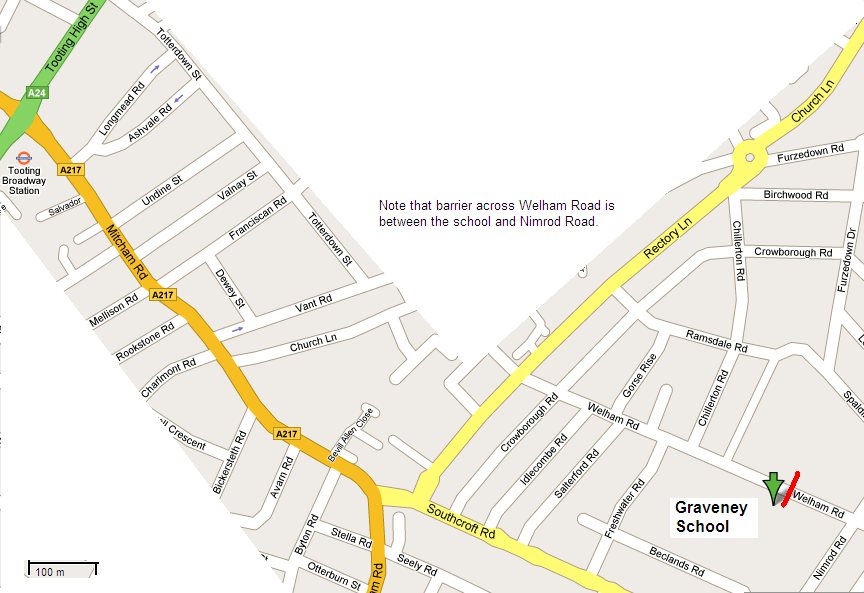 Tooting High St
Totterdown St
A24
Longmead Rd
Ashvale Rd
Church Ln
Furzedown Rd
Tooting
Broadway
Station
A217
Undine St
Valnay St
Salvador
Franciscan Rd
Note that barrier across Welham Road is
between the school and Nimrod Road.
Birchwood Rd
Totterdown St
Mitcham Rd
Rectory Ln
Chillerton Rd
Crowborough Rd
Furzedown Dr
Dewey St
A217
Mellison Rd
Vant Rd
Rookstone Rd
Church Ln
Ramsdale Rd
Charlmont Rd
Gorse Rise
Chillerton Rd
Crowborough Rd
Welham Rd
Crescent
A217
Bevill Allen Close
Bickersteth Rd
Avarn Rd
Idlecombe Rd
Salterford Rd
Freshwater Rd
Graveney
School
Welham Rd
Southcroft Rd
Byton Rd
Stella Rd
Seely Rd
Otterburn St
Rd
Beclands Rd
Nimrod Rd
100 m